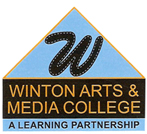 W
WINTON ARTS &
MEDIA COLLEGE
A LEARNING PARTNERSHIP